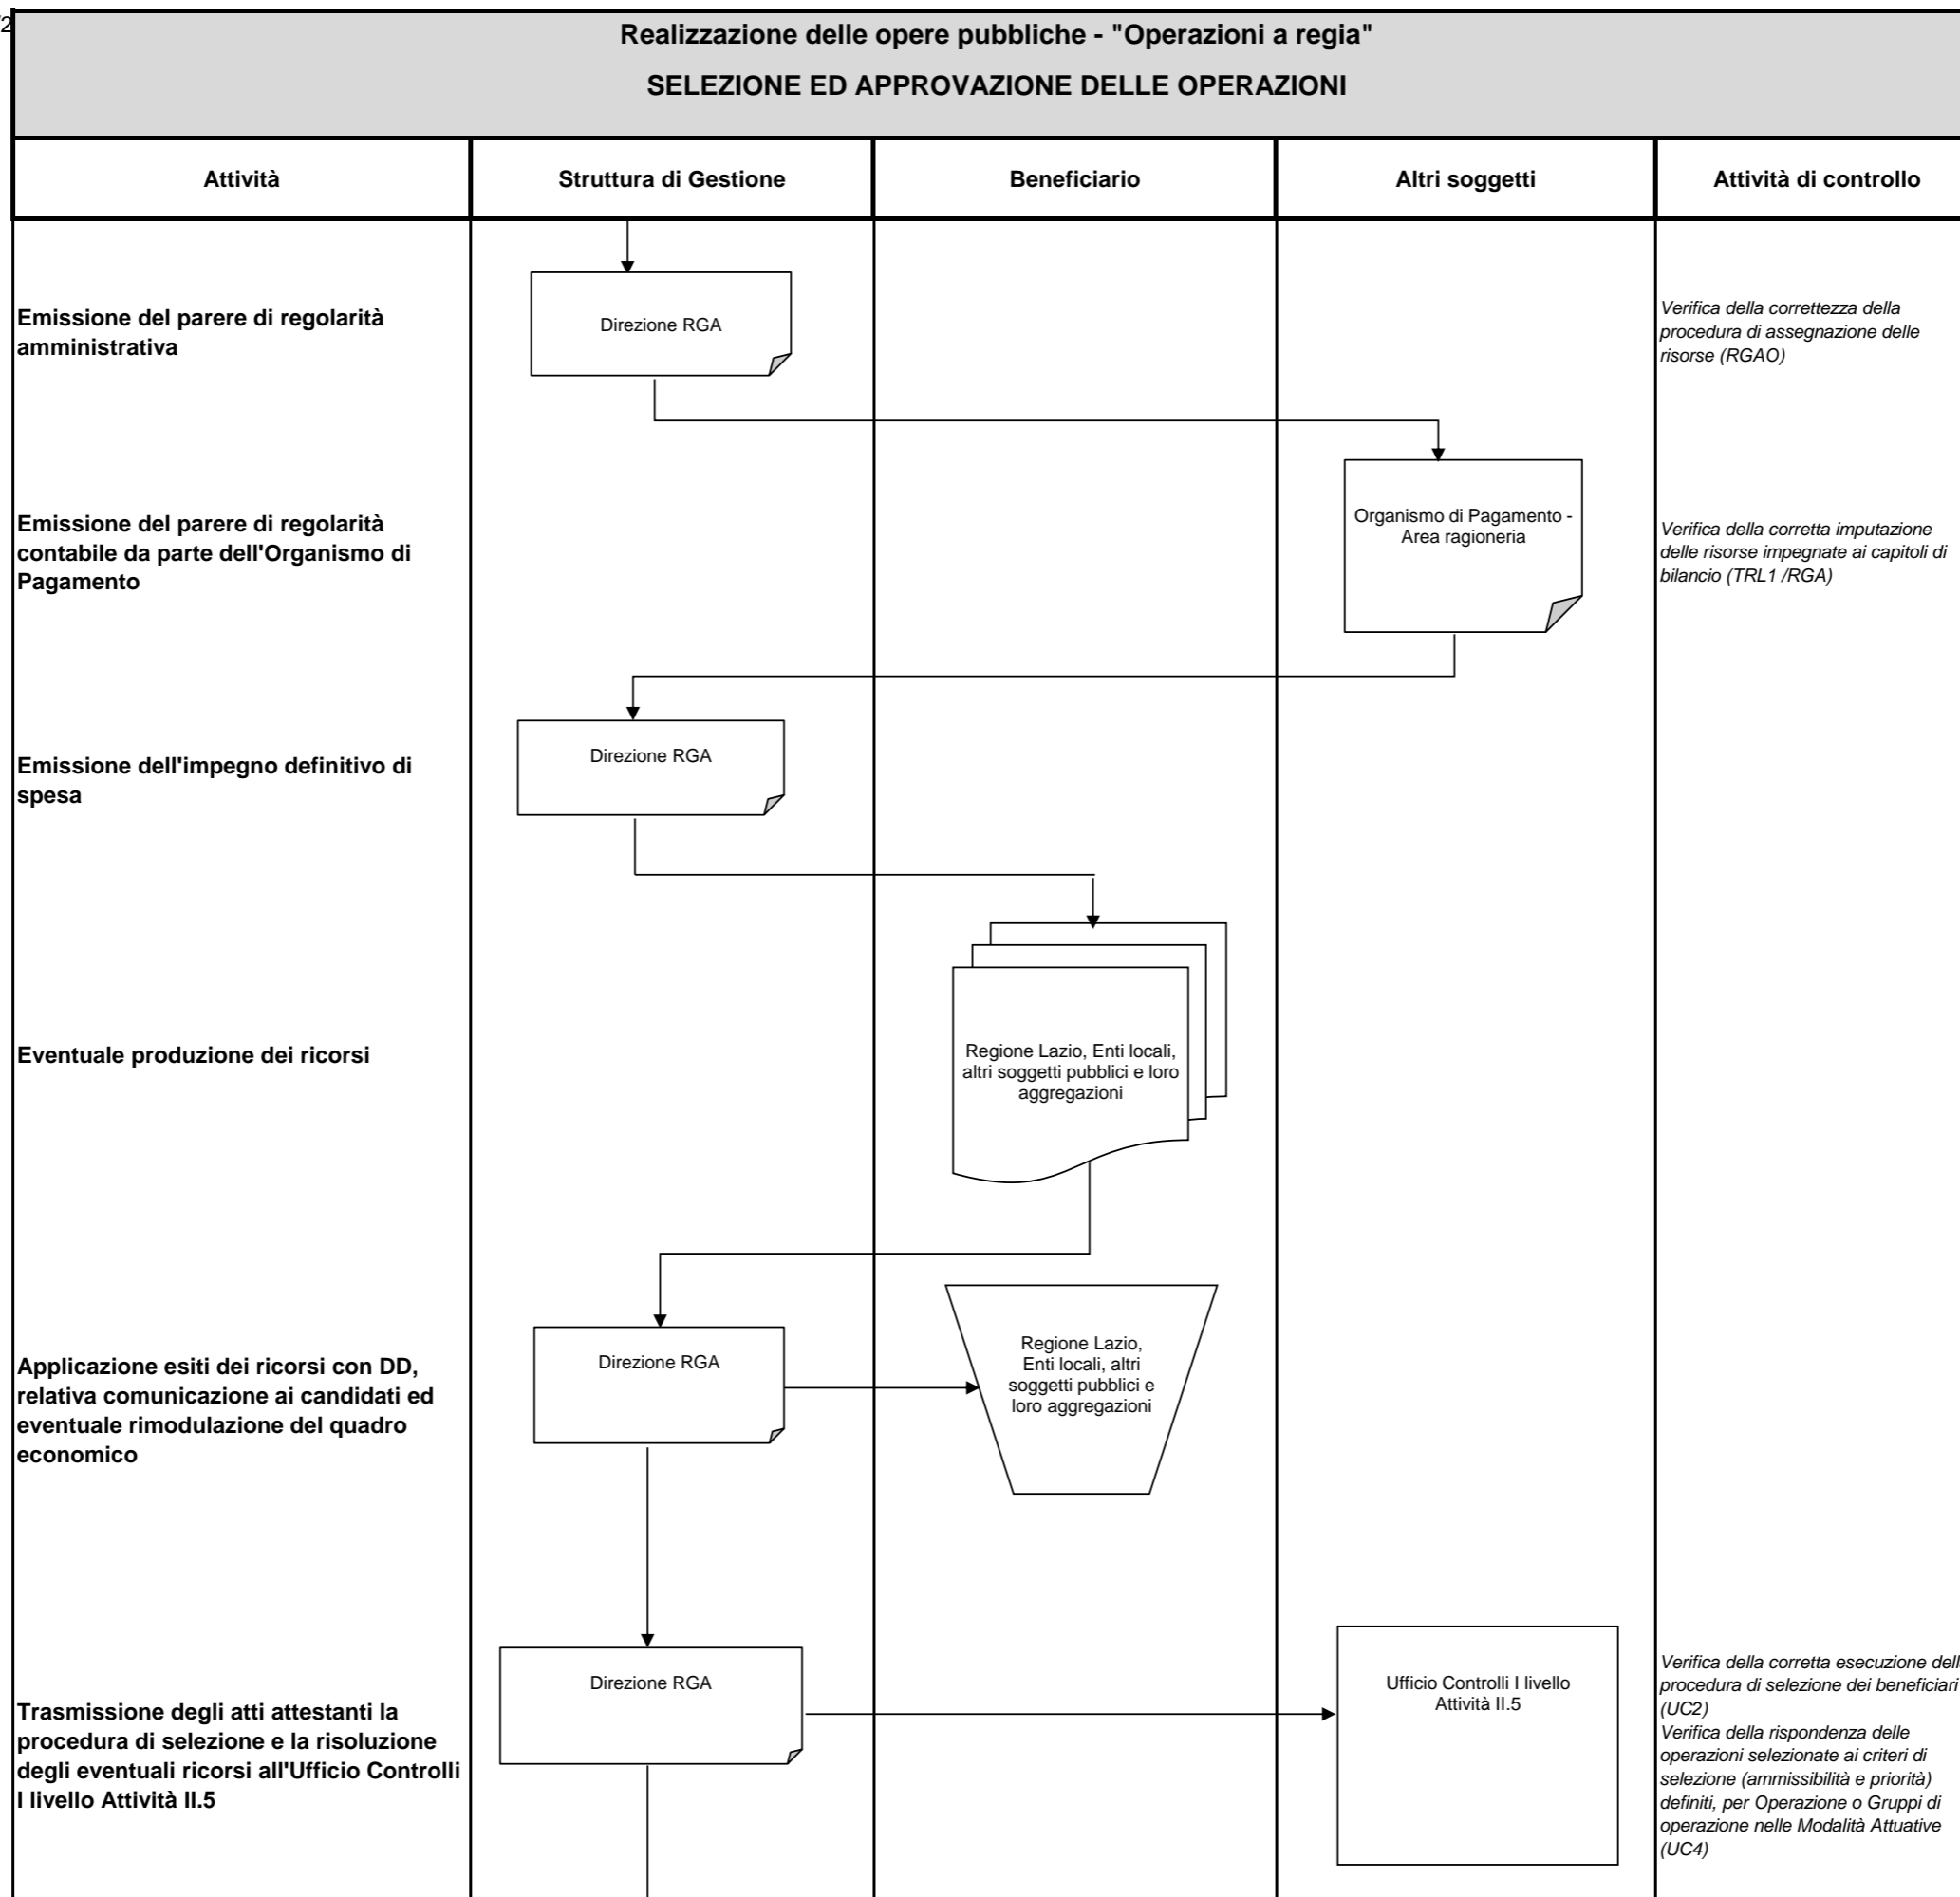 /2
Realizzazione delle opere pubbliche - "Operazioni a regia"
SELEZIONE ED APPROVAZIONE DELLE OPERAZIONI
Attività
Struttura di Gestione
Beneficiario
Altri soggetti
Attività di controllo
Emissione del parere di regolarità
amministrativa
Direzione RGA
Verifica della correttezza della
procedura di assegnazione delle
risorse (RGAO)
Emissione del parere di regolarità
contabile da parte dell'Organismo di
Pagamento
Organismo di Pagamento -
Area ragioneria
Verifica della corretta imputazione
delle risorse impegnate ai capitoli di
bilancio (TRL1 /RGA)
Emissione dell'impegno definitivo di
spesa
Direzione RGA
Eventuale produzione dei ricorsi
Regione Lazio, Enti locali,
altri soggetti pubblici e loro
aggregazioni
Applicazione esiti dei ricorsi con DD,
relativa comunicazione ai candidati ed
eventuale rimodulazione del quadro
economico
Direzione RGA
Regione Lazio,
Enti locali, altri
soggetti pubblici e
loro aggregazioni
Trasmissione degli atti attestanti la
procedura di selezione e la risoluzione
degli eventuali ricorsi all'Ufficio Controlli
I livello Attività II.5
Direzione RGA
Ufficio Controlli I livello
Attività II.5
Verifica della corretta esecuzione dell
procedura di selezione dei beneficiari
(UC2)
Verifica della rispondenza delle
operazioni selezionate ai criteri di
selezione (ammissibilità e priorità)
definiti, per Operazione o Gruppi di
operazione nelle Modalità Attuative
(UC4)